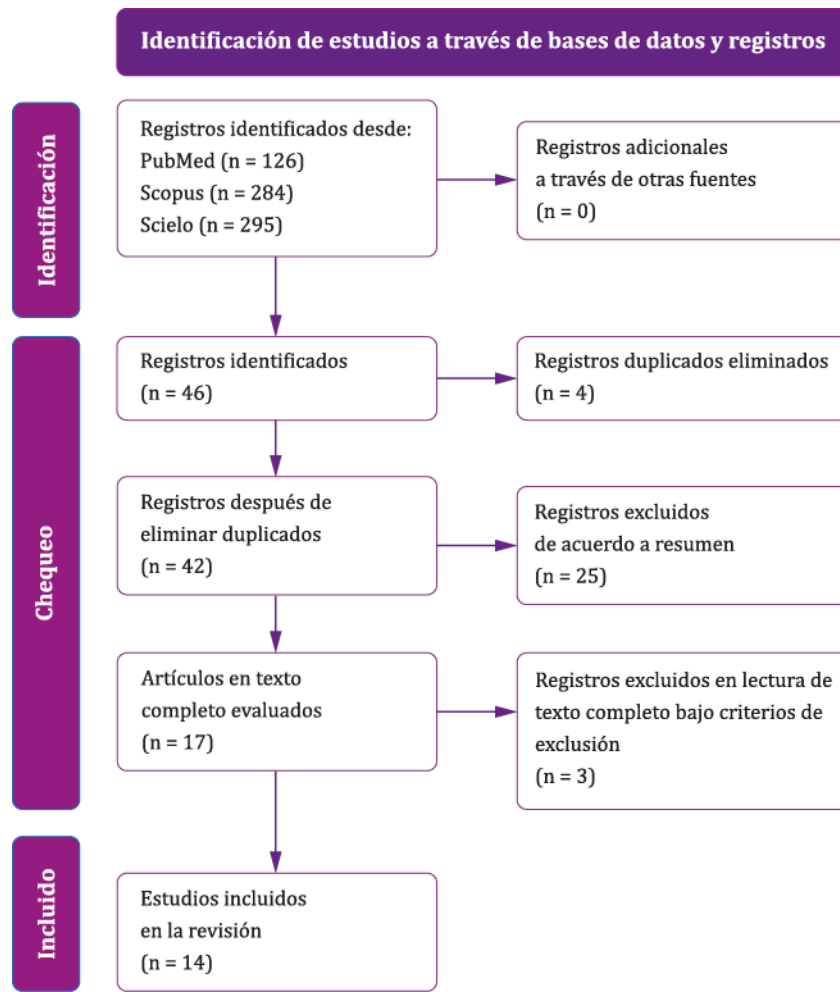 Identificación de estudios a través de bases de datos y registros
Identificación
Registros identificados desde:
PubMed (n = 126)
Scopus (n = 284)
Scielo (n = 295)
Registros adicionales
a través de otras fuentes
(n = 0)
Chequeo
Registros identificados
(n = 46)
Registros duplicados eliminados
(n = 4)
Registros después de
eliminar duplicados
(n = 42)
Registros excluidos
de acuerdo a resumen
(n = 25)
Artículos en texto
completo evaluados
(n = 17)
Registros excluidos en lectura de
texto completo bajo criterios de
exclusión
(n = 3)
Incluido
Estudios incluidos
en la revisión
(n = 14)